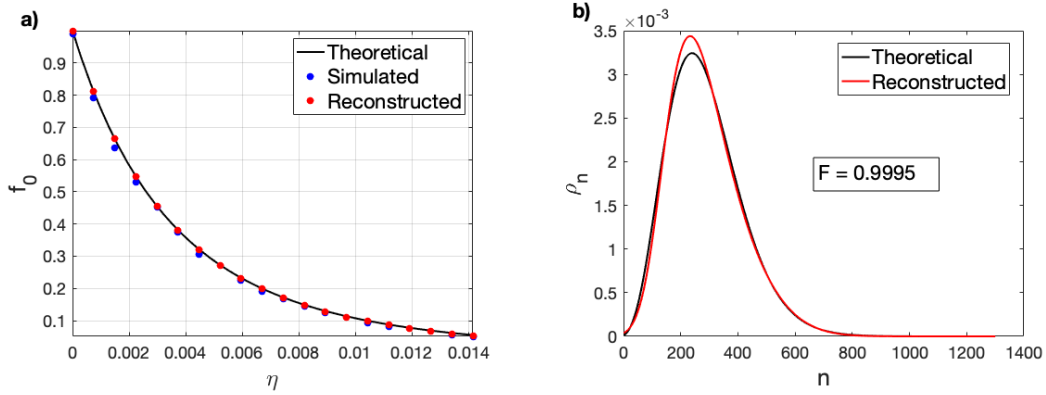 a)
0.9
0.8
0.7
0.6
0.5
0.4
0.3
0.2
0.1
f0
Theoretical
Simulated
Reconstructed
0 0.002 0.004 0.006 0.008 0.01 0.012 0.014
η
b)
×10-3
3.5
3
2.5
2
1.5
1
0.5
0
ρn
Theoretical
Reconstructed
F = 0.9995
0 200 400 600 800 1000 1200 1400
n